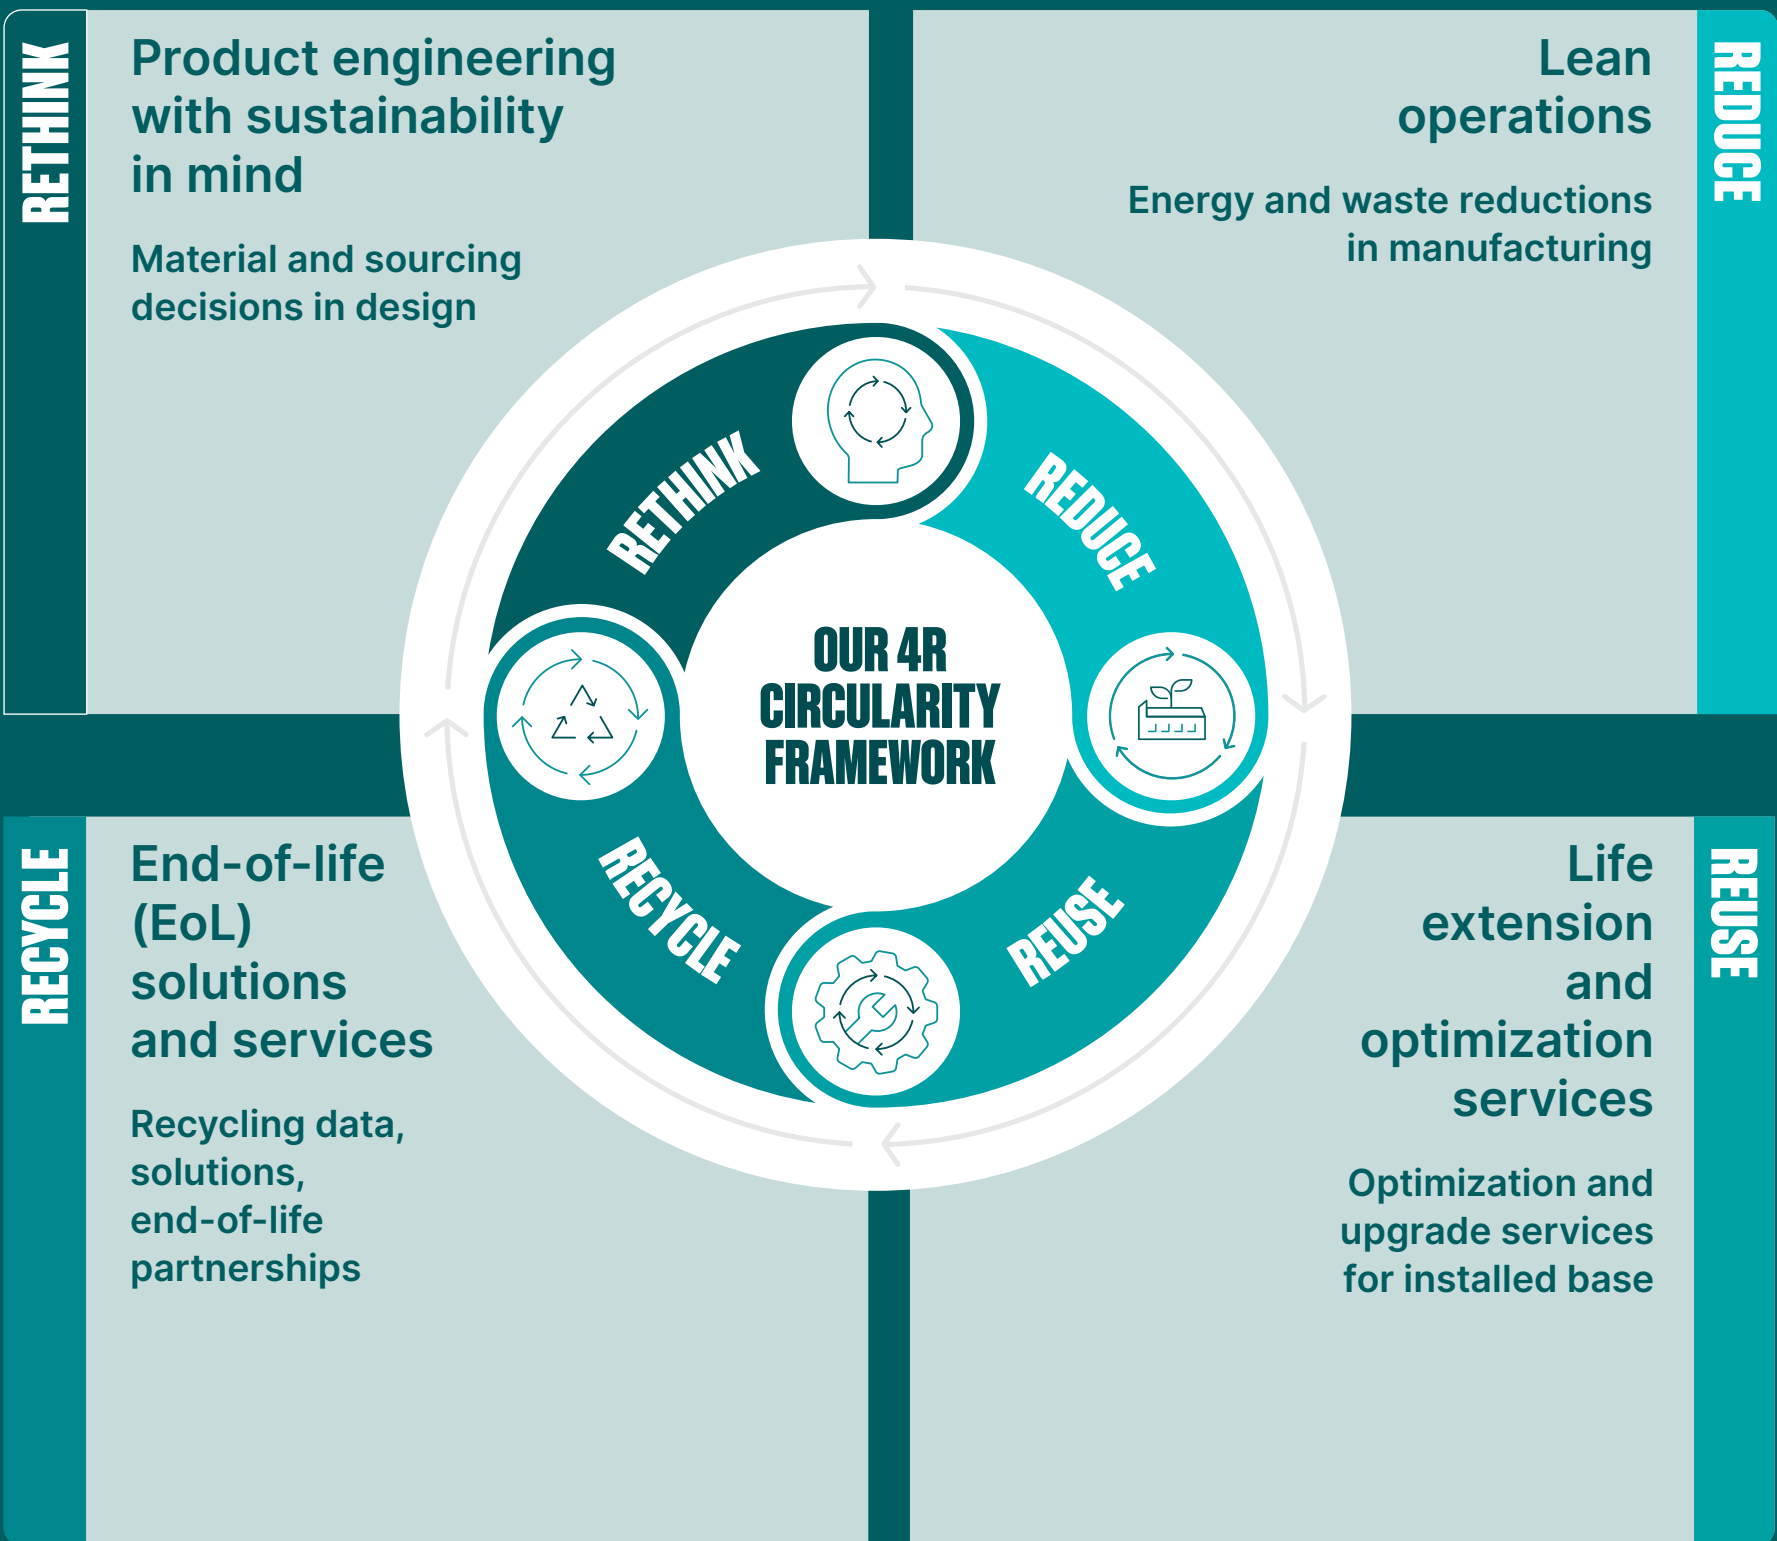 RETHINK
Product engineering
with sustainability
in mind
Material and sourcing
decisions in design
Lean
operations
Energy and waste reductions
in manufacturing
REDUCE
RETHINK
REDUCE
OUR 4R
CIRCULARITY
FRAMEWORK
RECYCLE
REUSE
RECYCLE
End-of-life
(EoL)
solutions
and services
Recycling data,
solutions,
end-of-life
partnerships
Life
extension
and
optimization
services
Optimization and
upgrade services
for installed base
REUSE